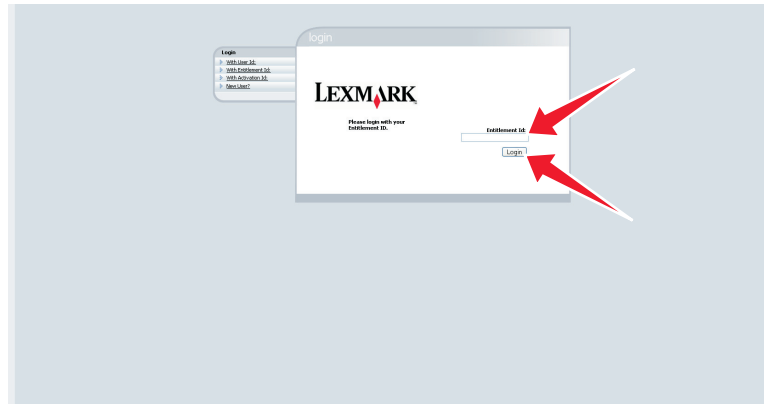 login
Login
With User Id:
With Entitlement Id:
With Activation Id:
New User?
LEXMARK
Please login with your
Entitlement ID.
Entitlement Id:
Login